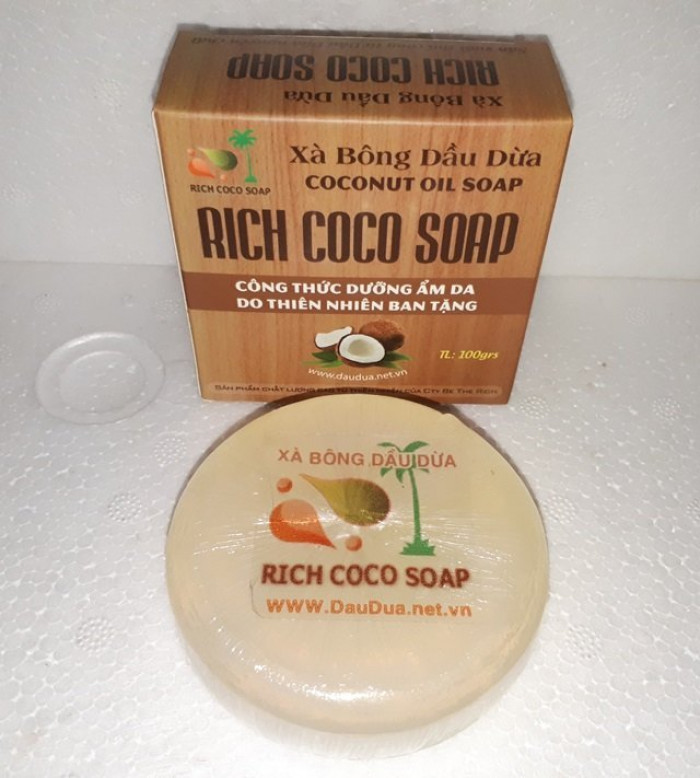 Xà Bông Dầu Dừa
RICH COCO SOAP
RICH COCO SOAP
Xà Bông Dầu Dừa
COCONUT OIL SOAP
RICH COCO SOAP
CÔNG THỨC DƯỠNG ẨM DA
DO THIÊN NHIÊN BAN TẶNG
TL: 100grs
www.daudua.net.vn
XÀ BÔNG DẦU DỪA
RICH COCO SOAP
WWW.DauDua.net.vn